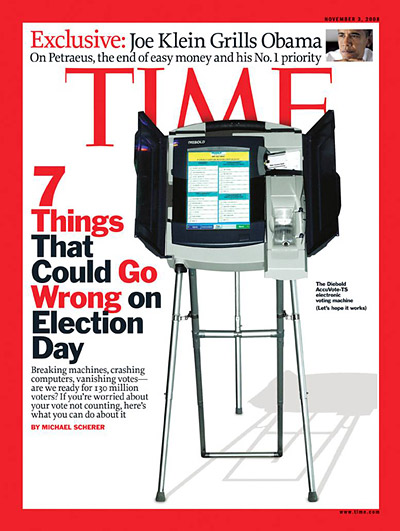 NOVEMBER 3, 2008
Exclusive: Joe Klein Grills Obama
On Petraeus, the end of easy money and his No. 1 priority
TIME
DIEBOLD
7
Things
That
Could Go
Wrong on
Election
Day
The Diebold
AccuVote-TS
electronic
voting machine
(Let's hope it works)
Breaking machines, crashing
computers, vanishing votes—
are we ready for 130 million
voters? If you're worried about
your vote not counting, here's
what you can do about it
BY MICHAEL SCHERER
www.time.com